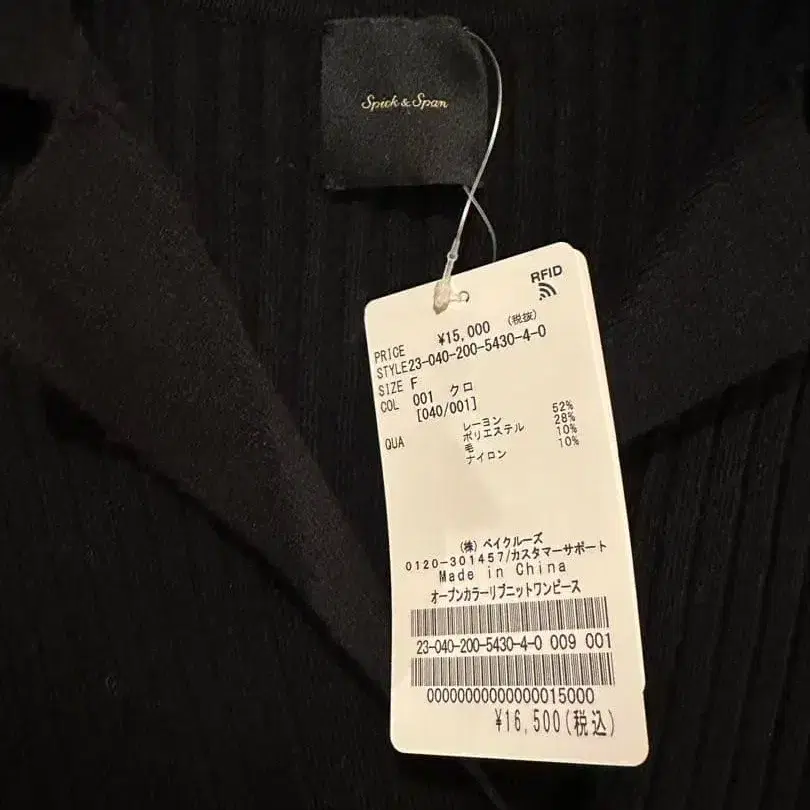 Spick & Span
RFID
PRICE ¥15,000 (税抜)
STYLE23-040-200-5430-4-0
SIZE F
COL 001 クロ
[040/001]
QUA レーヨン 52%
ポリエステル 28%
毛 10%
ナイロン 10%
(株) ベイクルーズ
0120-301457/カスタマーサポート
Made in China
オープンカラーリブニットワンピース
23-040-200-5430-4-0 009 001
00000000000000015000
¥16,500(税込)